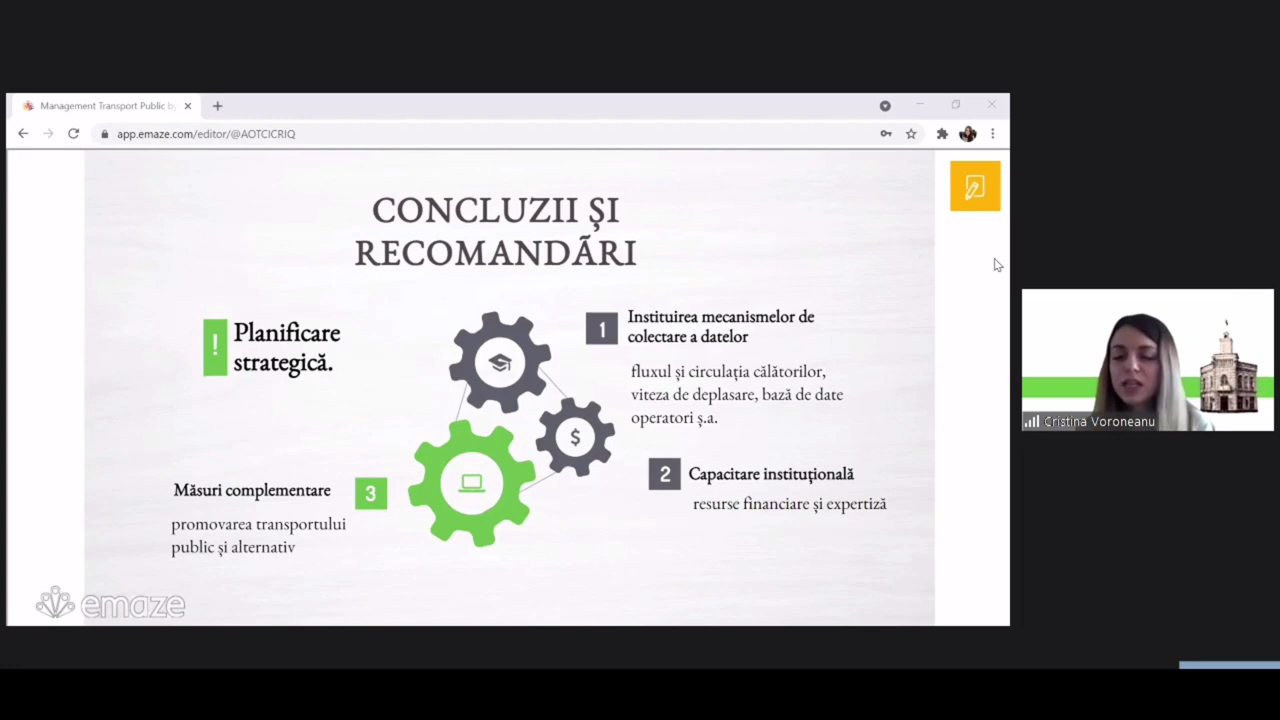 Management Transport Public by
app.emaze.com/editor/@AOTCICRIQ
CONCLUZII ȘI
RECOMANDÃRI
!
Planificare
strategică.
1
Instituirea mecanismelor de
colectare a datelor
fluxul și circulația călătorilor,
viteza de deplasare, bază de date
operatori ș.a.
2
Capacitare instituțională
resurse financiare și expertiză
Măsuri complementare
3
promovarea transportului
public și alternativ
$
emaze
Cristina Voroneanu